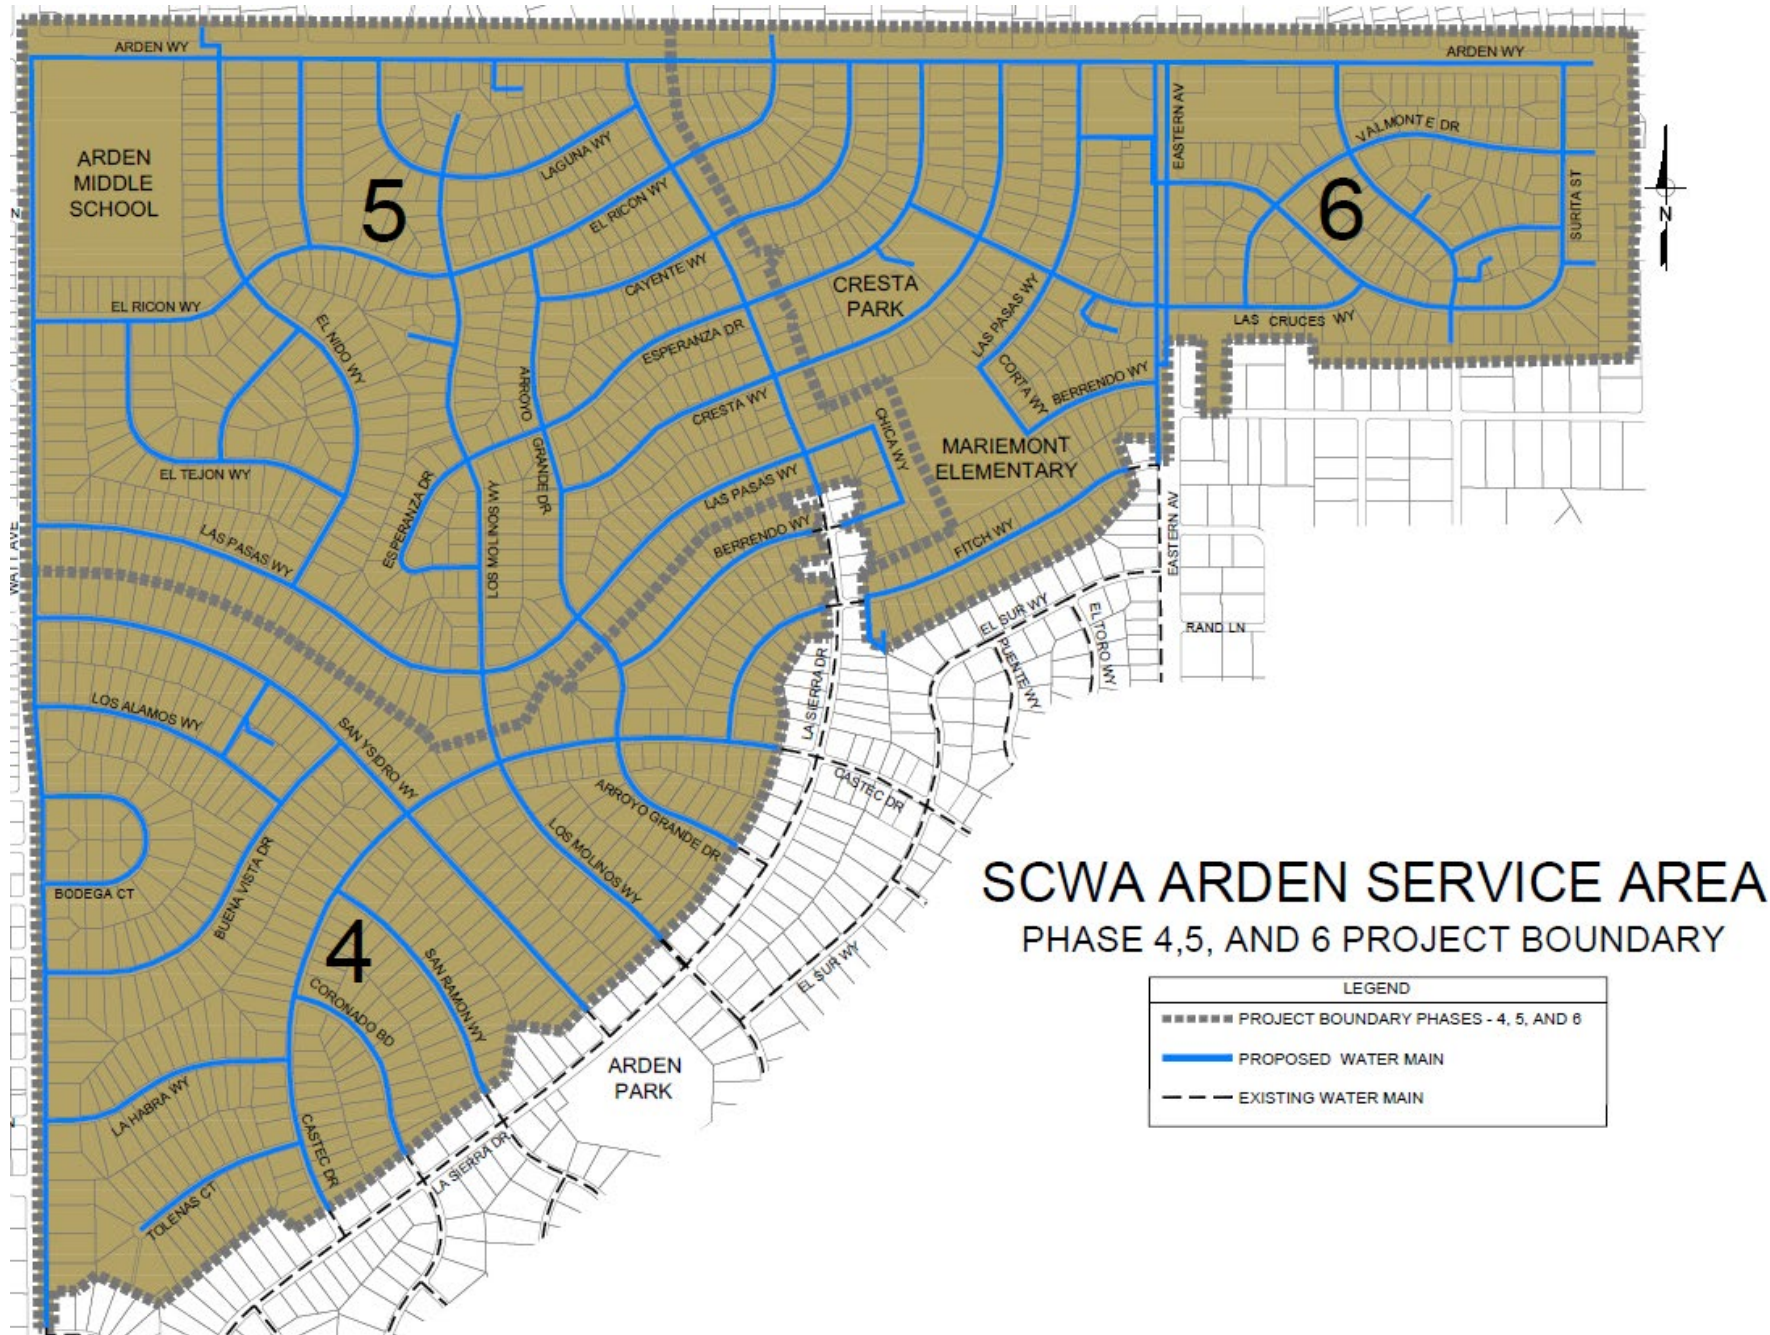 ARDEN WY
ARDEN WY
EASTERN AV
VALMONTE DR
ARDEN
MIDDLE
SCHOOL
LAGUNA WY
5
EL RICON WY
6
SURITA ST
N
CAYENTE WY
CRESTA
PARK
EL RICON WY
EL NIDO WY
ESPERANZA DR
LAS PASAS WY
LAS CRUCES WY
ARROYO
GRANDE DR
CORTA WY
BERRENDO WY
CRESTA WY
CHICA WY
MARIEMONT
ELEMENTARY
EL TEJON WY
ESPERANZA DR
LOS MOLINOS WY
LAS PASAS WY
BERRENDO WY
FITCH WY
EASTERN AV
LAS PASAS WY
EL SUR WY
EL TORO WY
RAND LN
PUENTE WY
LA SIERRA DR
LOS ALAMOS WY
SAN YSIDRO WY
CASTEC DR
ARROYO GRANDE DR
LOS MOLINOS WY
BODEGA CT
BUENA VISTA DR
4
SAN RAMON WY
CORONADO BD
EL SUR WY
ARDEN
PARK
LA HABRA WY
CASTEC DR
LA SIERRA DR
TOLENAS CT
SCWA ARDEN SERVICE AREA
PHASE 4,5, AND 6 PROJECT BOUNDARY
LEGEND
PROJECT BOUNDARY PHASES - 4, 5, AND 6
PROPOSED WATER MAIN
EXISTING WATER MAIN